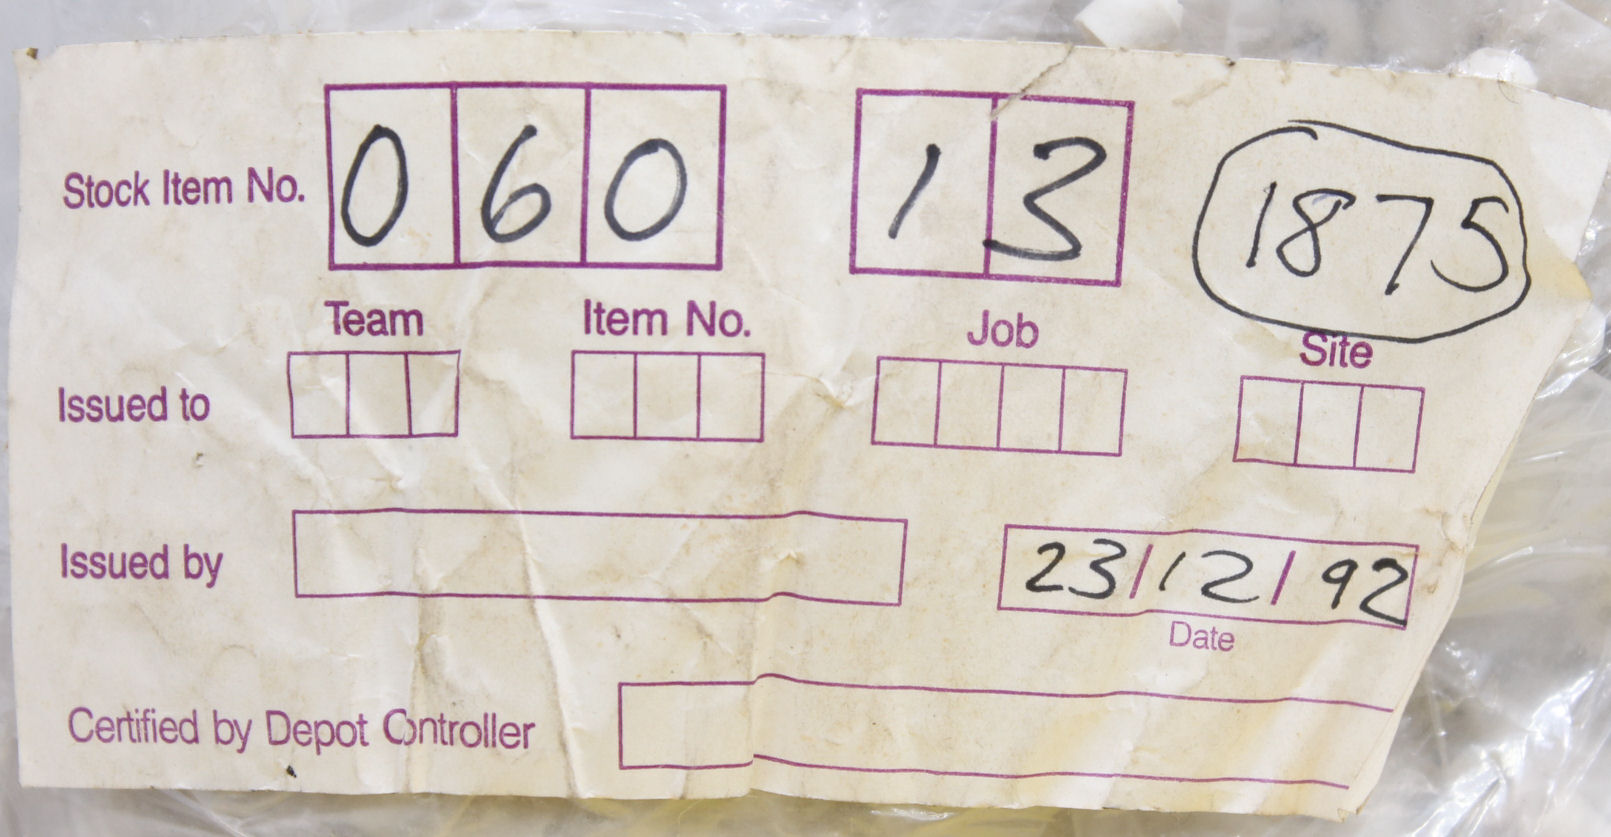 Stock Item No. 060 13 1875
Team Item No. Job Site
Issued to
Issued by 23/12/92
Date
Certified by Depot Controller